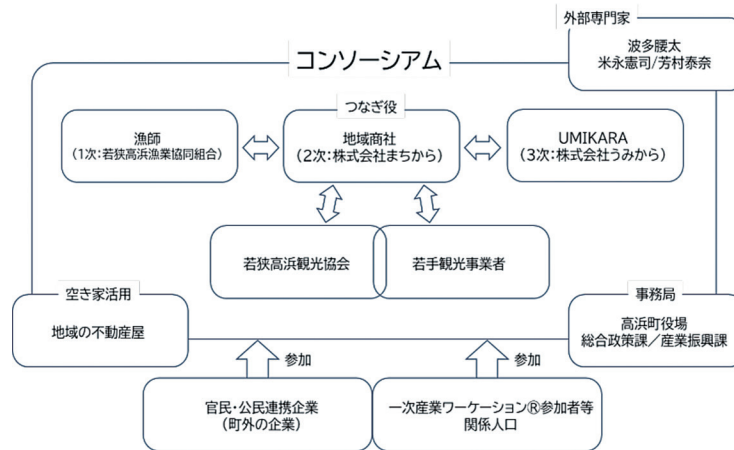 外部専門家
波多腰太
米永憲司/芳村泰奈
コンソーシアム
つなぎ役
漁師
(1次:若狭高浜漁業協同組合)
地域商社
(2次:株式会社まちから)
UMIKARA
(3次:株式会社うみから)
若狭高浜観光協会
若手観光事業者
空き家活用
地域の不動産屋
事務局
高浜町役場
総合政策課/産業振興課
参加
参加
官民・公民連携企業
(町外の企業)
一次産業ワーケーション®参加者等
関係人口